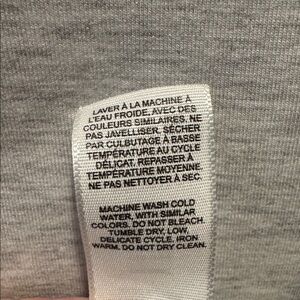 LAVER À LA MACHINE À
L'EAU FROIDE, AVEC DES
COULEURS SIMILAIRES. NE
PAS JAVELLISER. SÉCHER
PAR CULBUTAGE À BASSE
TEMPÉRATURE AU CYCLE
DÉLICAT. REPASSER À
TEMPÉRATURE MOYENNE.
NE PAS NETTOYER À SEC.
MACHINE WASH COLD
WATER, WITH SIMILAR
COLORS. DO NOT BLEACH.
TUMBLE DRY, LOW,
DELICATE CYCLE. IRON
WARM. DO NOT DRY CLEAN.